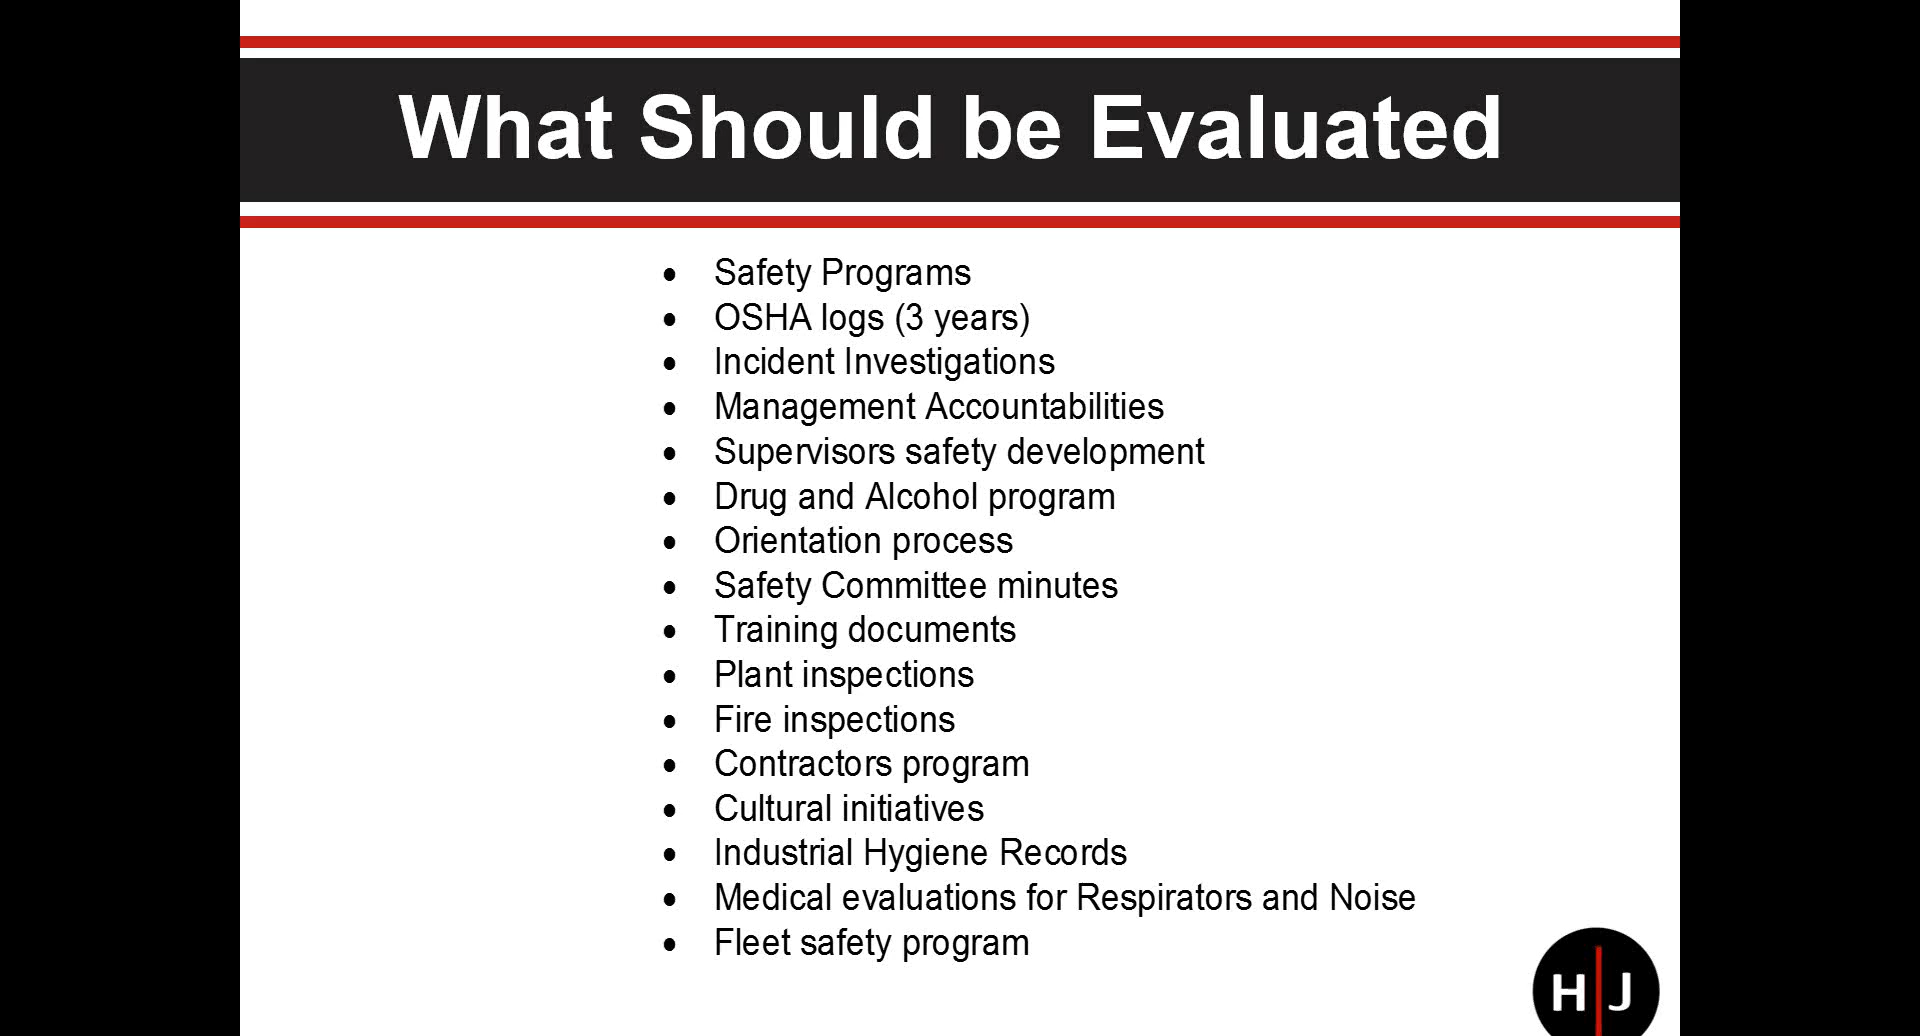 What Should be Evaluated
• Safety Programs
• OSHA logs (3 years)
• Incident Investigations
• Management Accountabilities
• Supervisors safety development
• Drug and Alcohol program
• Orientation process
• Safety Committee minutes
• Training documents
• Plant inspections
• Fire inspections
• Contractors program
• Cultural initiatives
• Industrial Hygiene Records
• Medical evaluations for Respirators and Noise
• Fleet safety program
H J